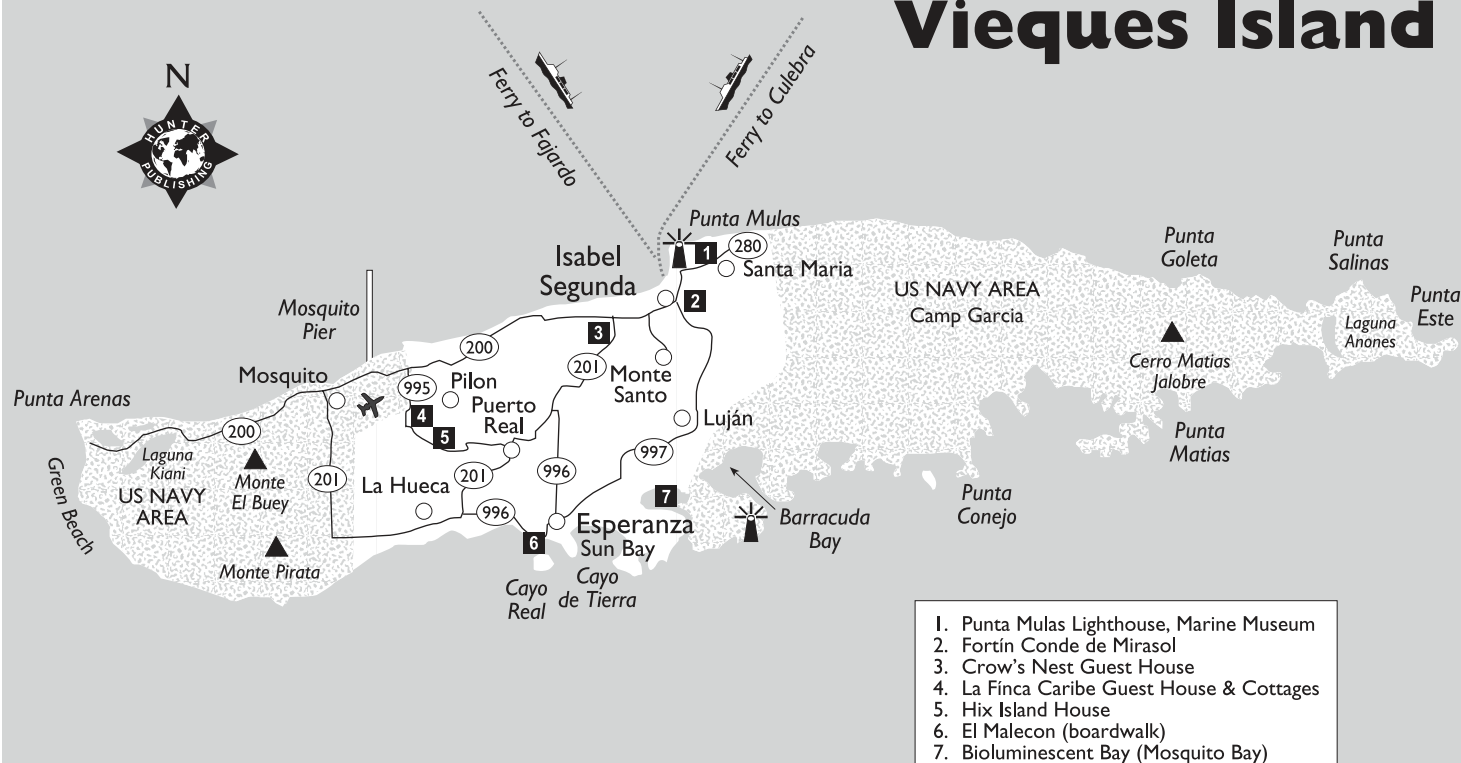 Vieques Island
N
HUNTER
PUBLISHING
Ferry to Fajardo
Ferry to Culebra
Punta Mulas
Isabel
Segunda
1
280
Santa Maria
2
US NAVY AREA
Camp Garcia
Punta
Goleta
Punta
Salinas
Punta
Este
Laguna
Anones
Cerro Matias
Jalobre
Punta
Matias
Punta
Conejo
Mosquito
Pier
3
200
201
Monte
Santo
Mosquito
995
Pilon
Puerto
Real
4
5
Luján
Punta Arenas
200
Laguna
Kiani
US NAVY
AREA
Monte
El Buey
Green Beach
201
La Hueca
201
996
997
996
7
Esperanza
Sun Bay
6
Barracuda
Bay
Monte Pirata
Cayo
Real
Cayo
de Tierra
1. Punta Mulas Lighthouse, Marine Museum
2. Fortín Conde de Mirasol
3. Crow's Nest Guest House
4. La Fínca Caribe Guest House & Cottages
5. Hix Island House
6. El Malecon (boardwalk)
7. Bioluminescent Bay (Mosquito Bay)